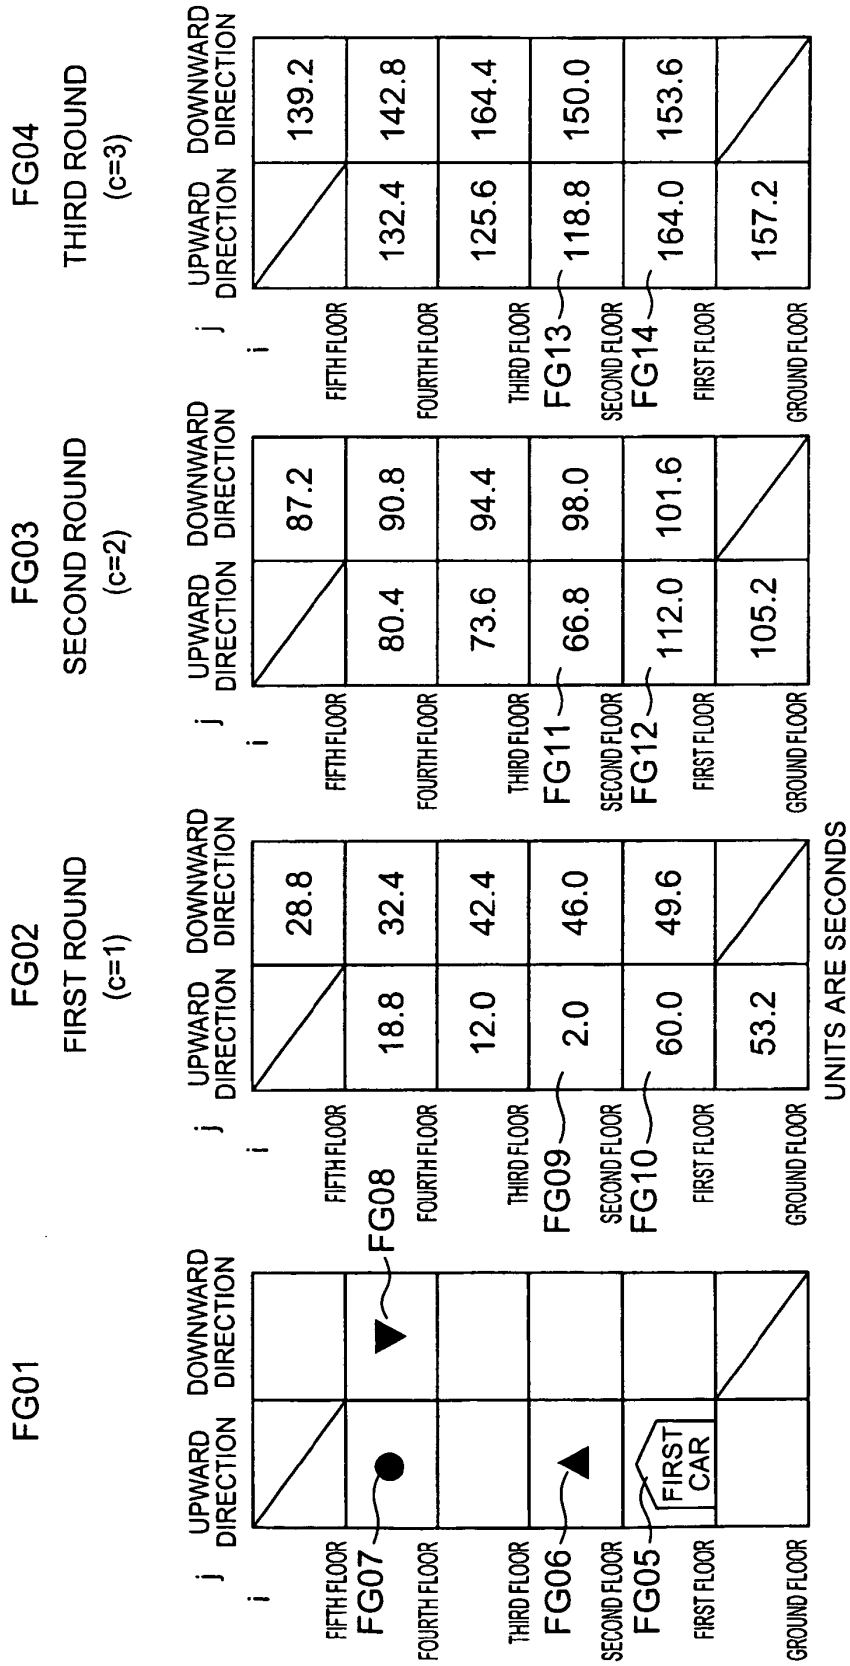 FG01
j
UPWARD DIRECTION
DOWNWARD DIRECTION
i
FIFTH FLOOR
FG07
FG08
FOURTH FLOOR
THIRD FLOOR
FG06
SECOND FLOOR
FG05
FIRST CAR
FIRST FLOOR
GROUND FLOOR
FG02
FIRST ROUND
(c=1)
j
UPWARD DIRECTION
DOWNWARD DIRECTION
i
28.8
FIFTH FLOOR
18.8 32.4
FOURTH FLOOR
12.0 42.4
THIRD FLOOR
FG09 2.0 46.0
SECOND FLOOR
FG10 60.0 49.6
FIRST FLOOR
53.2
GROUND FLOOR
UNITS ARE SECONDS
FG03
SECOND ROUND
(c=2)
j
UPWARD DIRECTION
DOWNWARD DIRECTION
i
87.2
FIFTH FLOOR
80.4 90.8
FOURTH FLOOR
73.6 94.4
THIRD FLOOR
FG11 66.8 98.0
SECOND FLOOR
FG12 112.0 101.6
FIRST FLOOR
105.2
GROUND FLOOR
FG04
THIRD ROUND
(c=3)
j
UPWARD DIRECTION
DOWNWARD DIRECTION
i
139.2
FIFTH FLOOR
132.4 142.8
FOURTH FLOOR
125.6 164.4
THIRD FLOOR
FG13 118.8 150.0
SECOND FLOOR
FG14 164.0 153.6
FIRST FLOOR
157.2
GROUND FLOOR